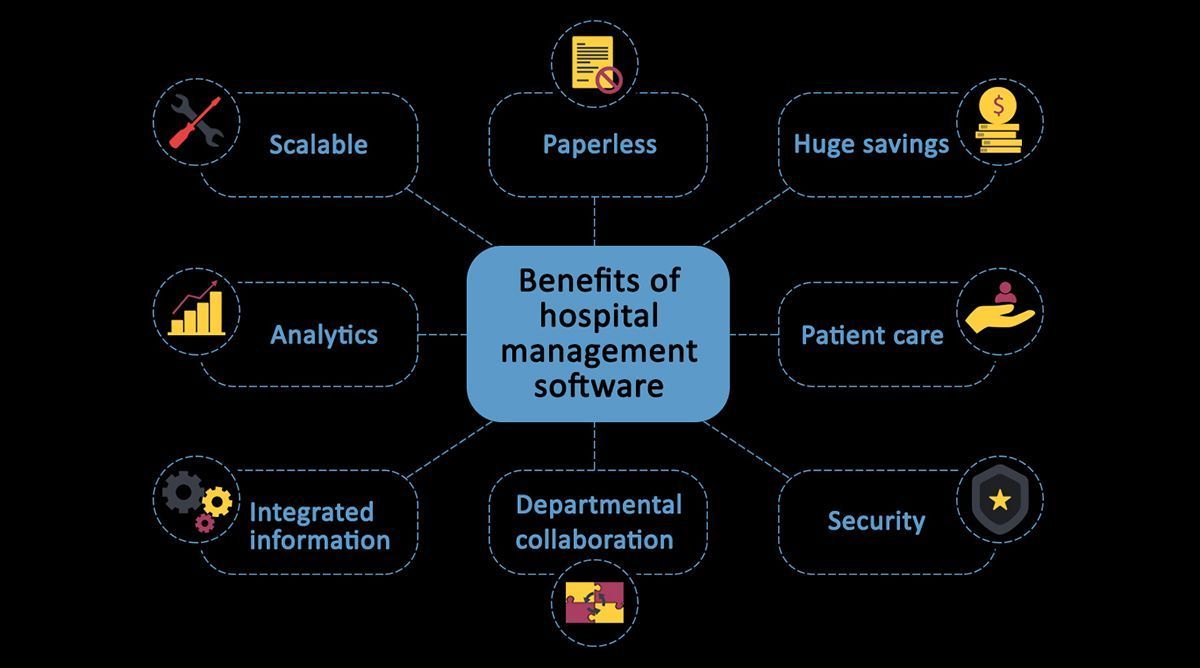 Scalable
Paperless
Huge savings
Benefits of
hospital
management
software
Analytics
Patient care
Integrated
information
Departmental
collaboration
Security
$